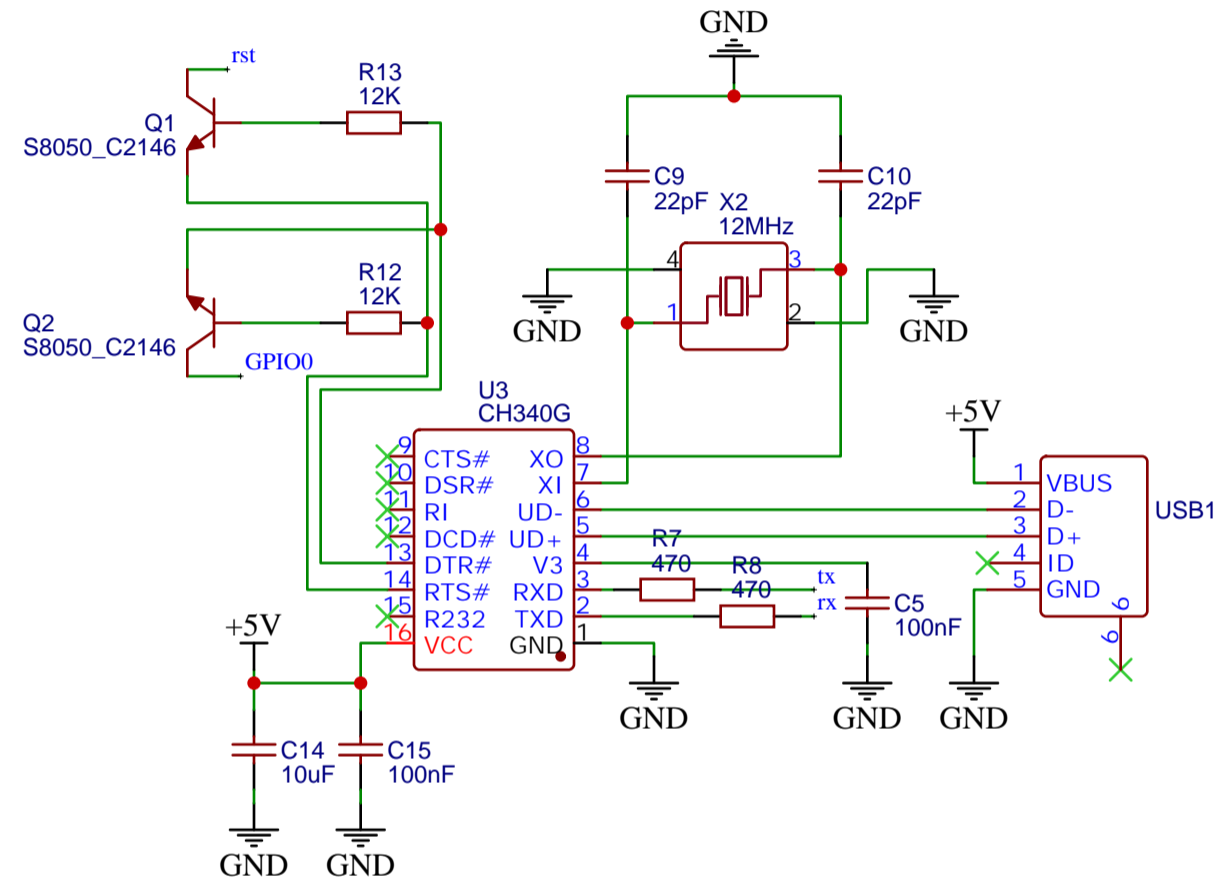 GND
rst
R13
12K
Q1
S8050_C2146
C9
22pF
C10
22pF
X2
12MHz
4
3
1
2
GND
GND
R12
12K
Q2
S8050_C2146
GPIO0
U3
CH340G
9 CTS#
10 DSR#
11 RI
12 DCD#
13 DTR#
14 RTS#
15 R232
16 VCC
XO 8
XI 7
UD- 6
UD+ 5
V3 4
RXD 3
TXD 2
GND 1
R7
470
R8
470
tx
rx
C5
100nF
+5V
1 VBUS
2 D-
3 D+
4 ID
5 GND
6
6
USB1
GND
GND
GND
+5V
C14
10uF
C15
100nF
GND
GND